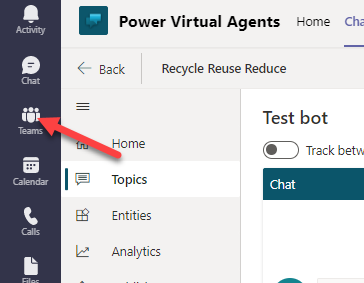 Activity
Chat
Teams
Calendar
Calls
Files
Power Virtual Agents Home
Back Recycle Reuse Reduce
Home
Topics
Entities
Analytics
Test bot
Track betw
Chat